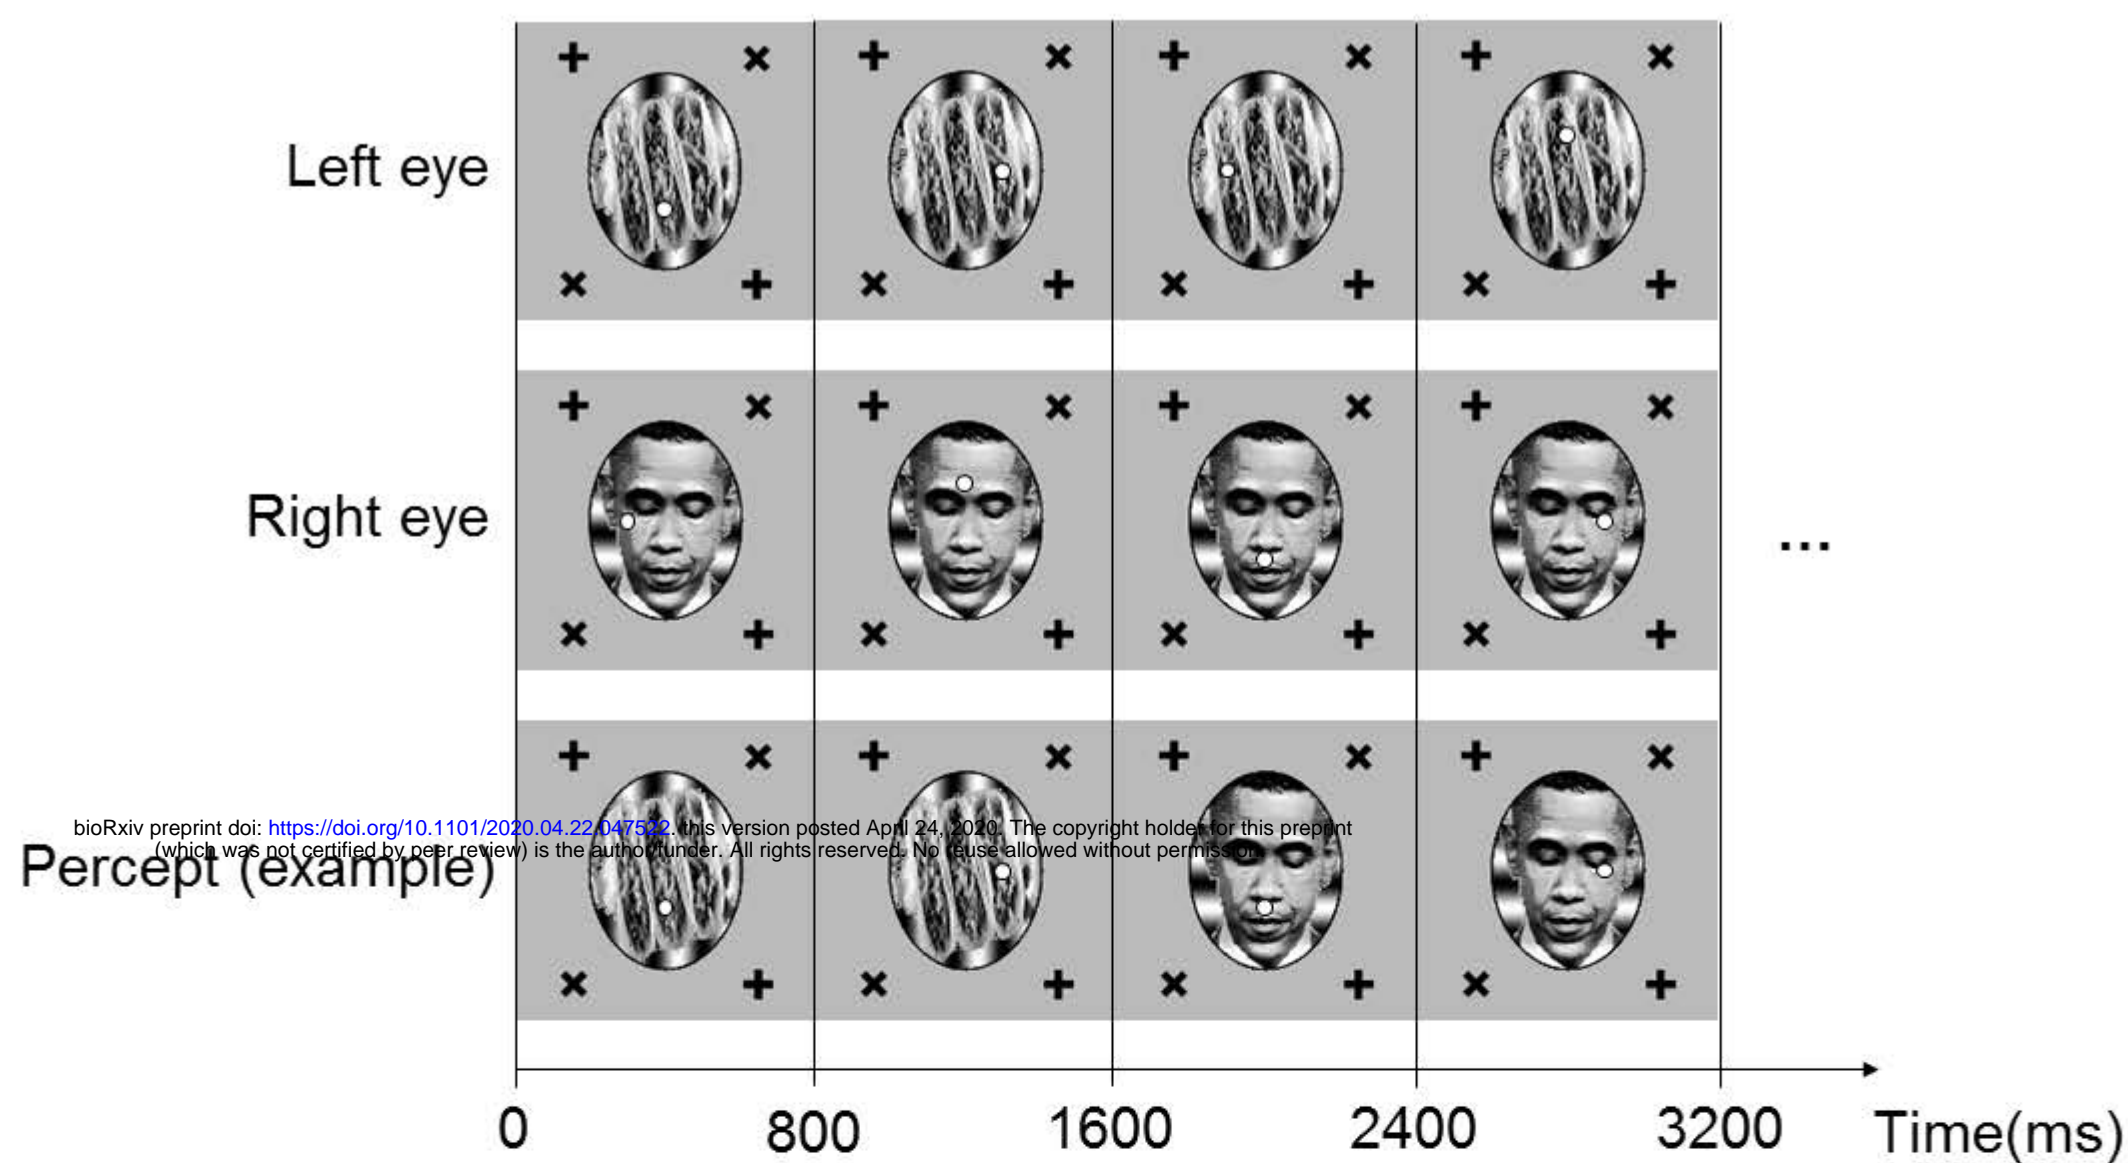 Left eye
Right eye
...
bioRxiv preprint doi: https://doi.org/10.1101/2020.04.22.047522. this version posted April 24, 2020. The copyright holder for this preprint
(which was not certified by peer review) is the author/funder. All rights reserved. No reuse allowed without permission.
Percept (example)
0 800 1600 2400 3200 Time(ms)